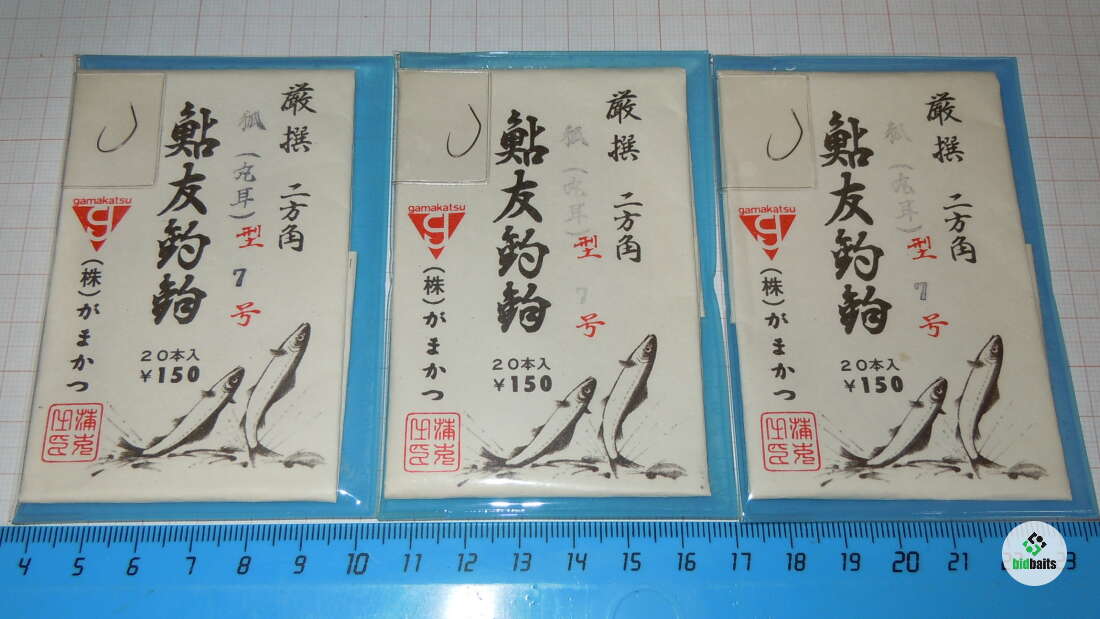 厳撰 二方角
狐(丸耳)型 7 号
鮎友釣鈎
20本入
¥150
gamakatsu
g
(株)がまかつ
厳撰 二方角
狐(丸耳)型 7 号
鮎友釣鈎
20本入
¥150
gamakatsu
g
(株)がまかつ
厳撰 二方角
狐(丸耳)型 7 号
鮎友釣鈎
20本入
¥150
gamakatsu
g
(株)がまかつ
4 5 6 7 8 9 10 11 12 13 14 15 16 17 18 19 20 21 23
bidbaits